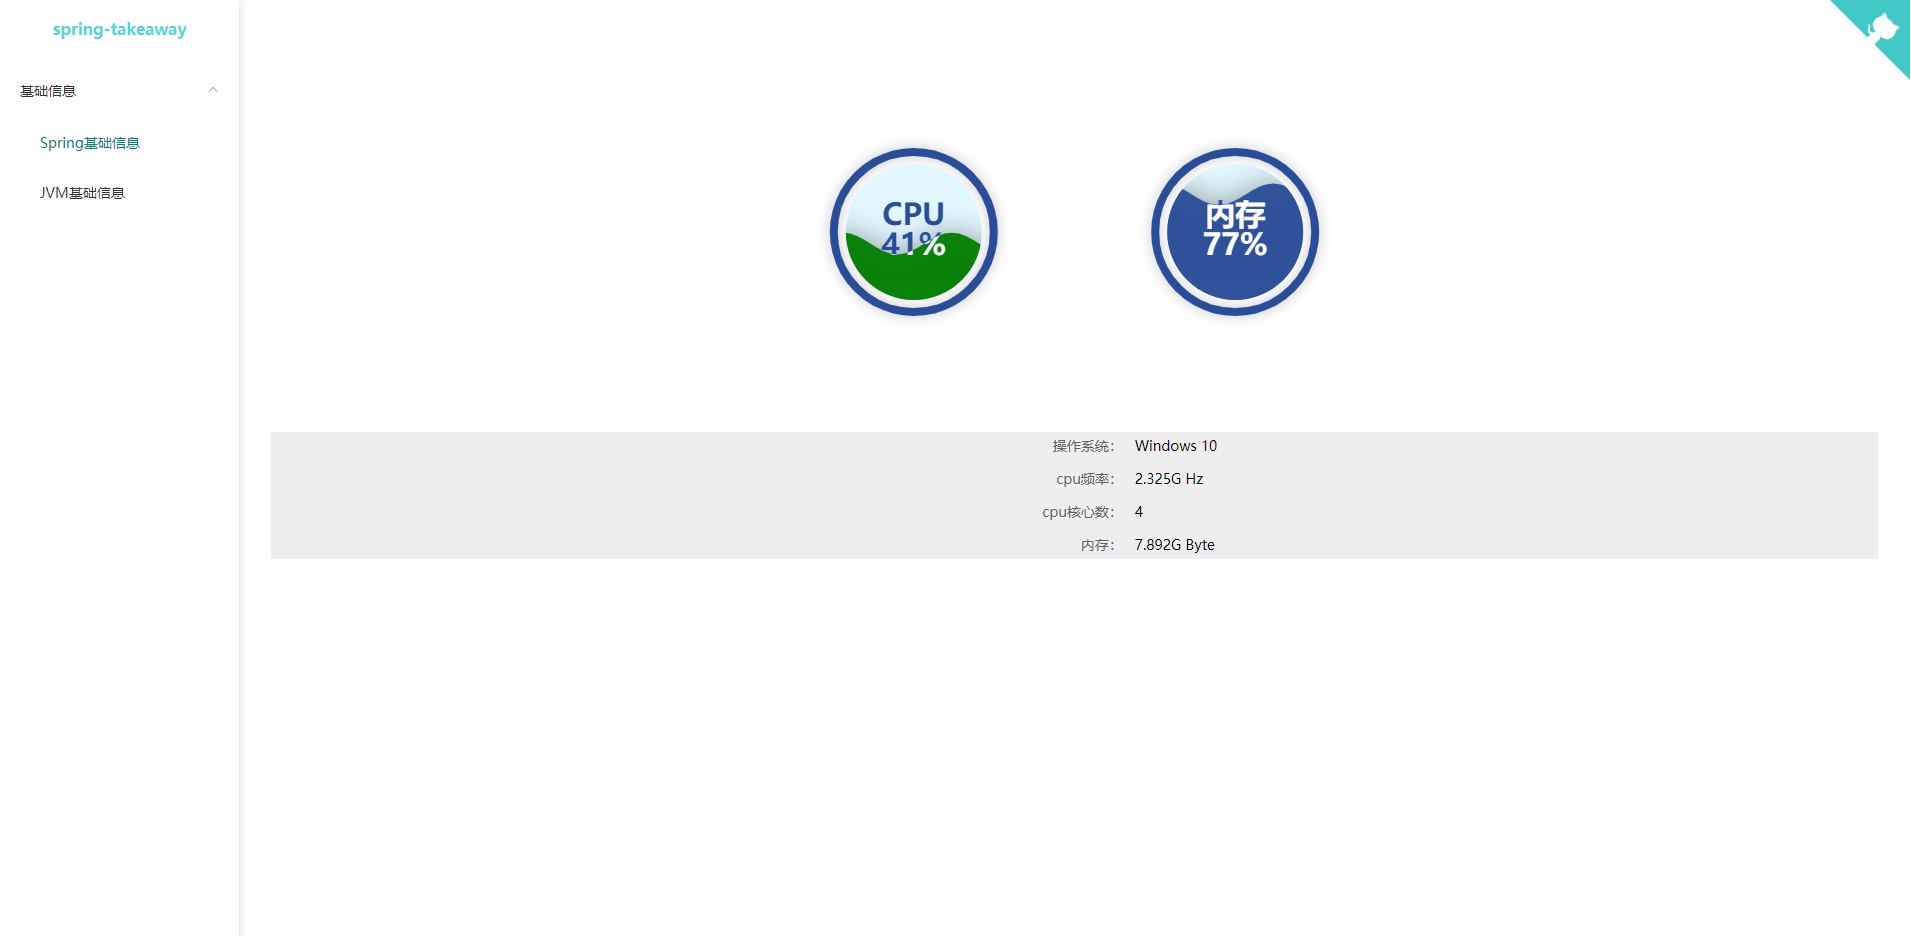 spring-takeaway
基础信息
Spring基础信息
JVM基础信息
CPU
41%
内存
77%
操作系统： Windows 10
cpu频率： 2.325G Hz
cpu核心数： 4
内存： 7.892G Byte